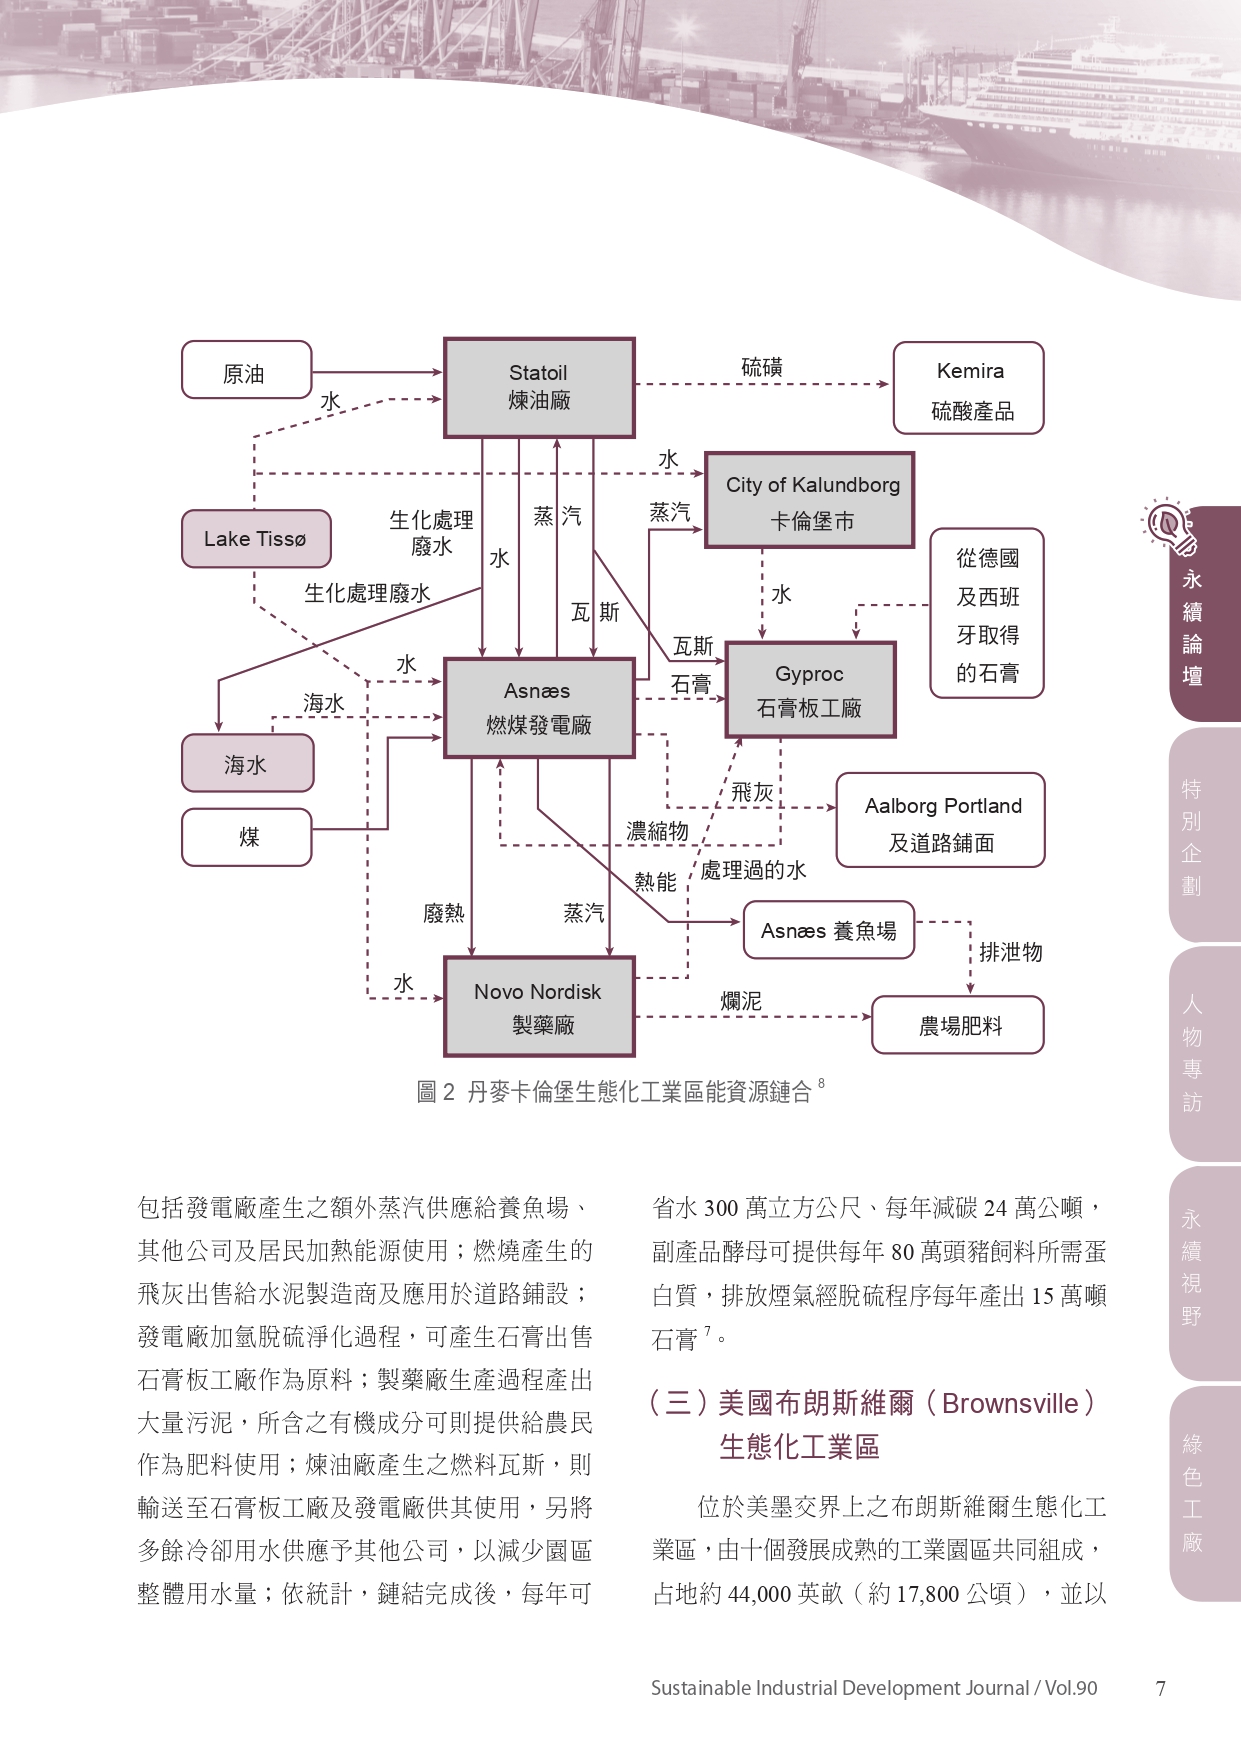 原油
Statoil
煉油廠
硫磺
Kemira
硫酸產品
水
水
City of Kalundborg
卡倫堡市
Lake Tissø
生化處理
廢水
水
蒸汽
蒸汽
從德國
及西班
牙取得
的石膏
生化處理廢水
瓦斯
水
瓦斯
水
石膏
Asnæs
燃煤發電廠
Gyproc
石膏板工廠
海水
海水
煤
飛灰
Aalborg Portland
及道路鋪面
濃縮物
熱能
處理過的水
廢熱
蒸汽
Asnæs 養魚場
排泄物
水
Novo Nordisk
製藥廠
爛泥
農場肥料
圖 2 丹麥卡倫堡生態化工業區能資源鏈合 8
包括發電廠產生之額外蒸汽供應給養魚場、
其他公司及居民加熱能源使用；燃燒產生的
飛灰出售給水泥製造商及應用於道路鋪設；
發電廠加氫脫硫淨化過程，可產生石膏出售
石膏板工廠作為原料；製藥廠生產過程產出
大量污泥，所含之有機成分可則提供給農民
作為肥料使用；煉油廠產生之燃料瓦斯，則
輸送至石膏板工廠及發電廠供其使用，另將
多餘冷卻用水供應予其他公司，以減少園區
整體用水量；依統計，鏈結完成後，每年可
省水 300 萬立方公尺、每年減碳 24 萬公噸，
副產品酵母可提供每年 80 萬頭豬飼料所需蛋
白質，排放煙氣經脫硫程序每年產出 15 萬噸
石膏 7。
（三）美國布朗斯維爾（Brownsville）
生態化工業區
位於美墨交界上之布朗斯維爾生態化工
業區，由十個發展成熟的工業園區共同組成，
占地約 44,000 英畝（約 17,800 公頃），並以
永續論壇
特別企劃
人物專訪
永續視野
綠色工廠
Sustainable Industrial Development Journal / Vol.90
7